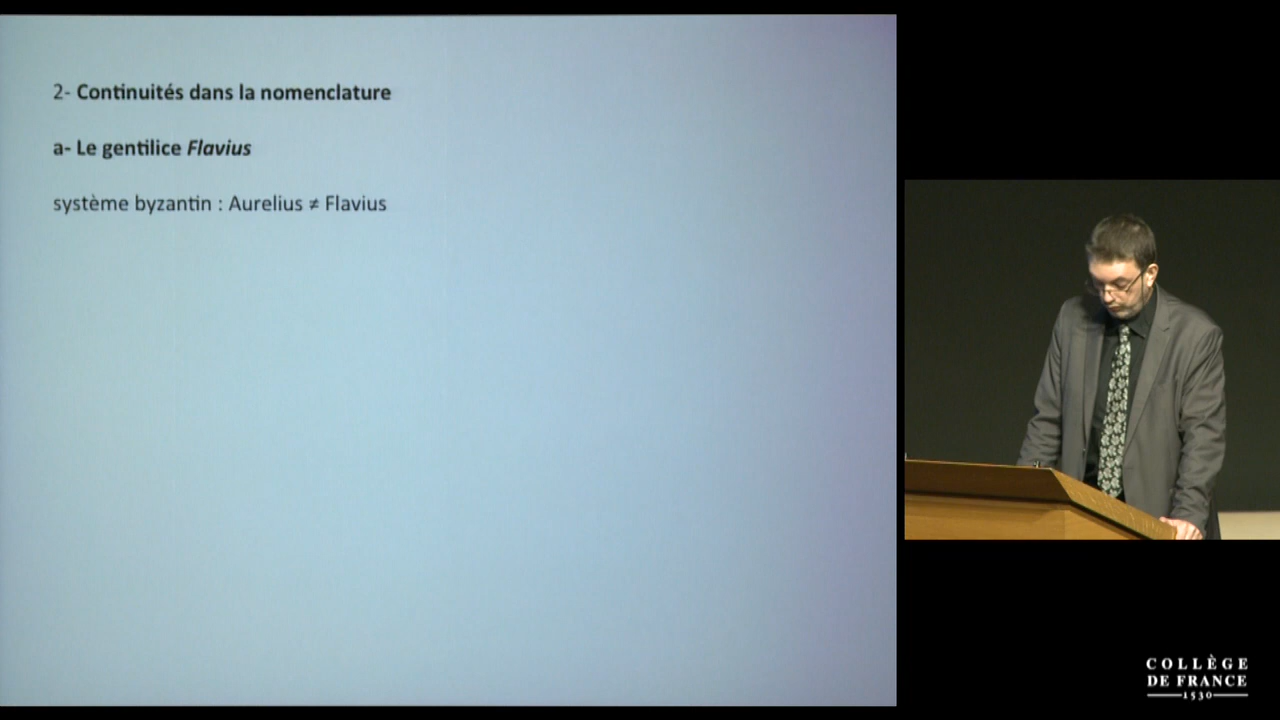 2- Continuités dans la nomenclature
a- Le gentilice Flavius
système byzantin : Aurelius ≠ Flavius
COLLÈGE
DE FRANCE
1530